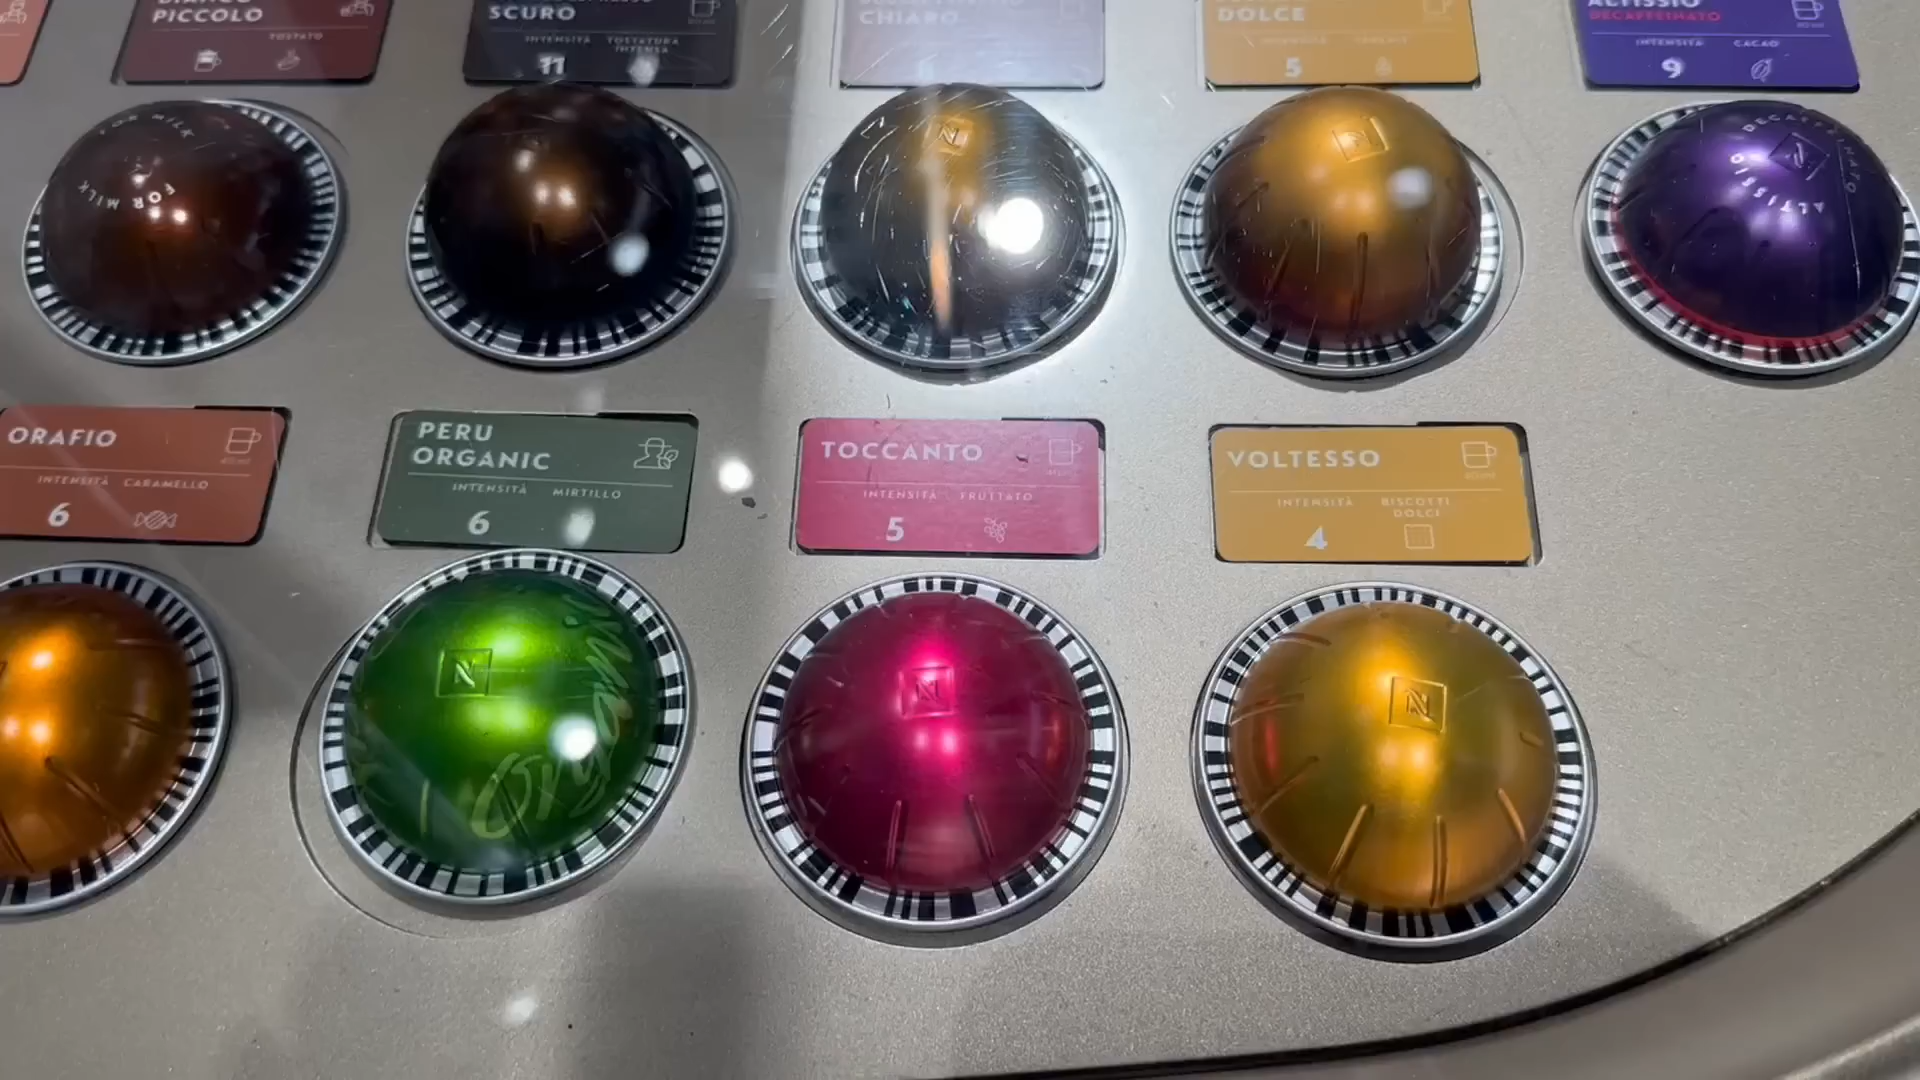 BIANCO
PICCOLO
TOSTATO
SCURO
INTENSITÀ TOSTATURA
INTENSA
11
CHIARO
DOLCE
INTENSITÀ
5
ALTISSIO
DECAFFEINATO
INTENSITÀ CACAO
9
FOR MILK
FOR MILK
DECAFFEINATO
ALTISSIO
ORAFIO
INTENSITÀ CARAMELLO
6
PERU
ORGANIC
INTENSITÀ MIRTILLO
6
TOCCANTO
INTENSITÀ FRUTTATO
5
VOLTESSO
INTENSITÀ BISCOTTI
DOLCI
4
Organic